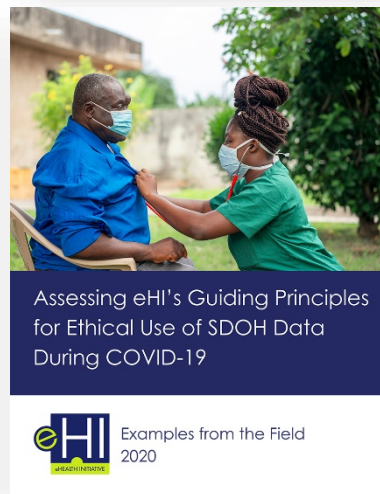 Assessing eHI's Guiding Principles
for Ethical Use of SDOH Data
During COVID-19
eHI
eHEALTH INITIATIVE
Examples from the Field
2020